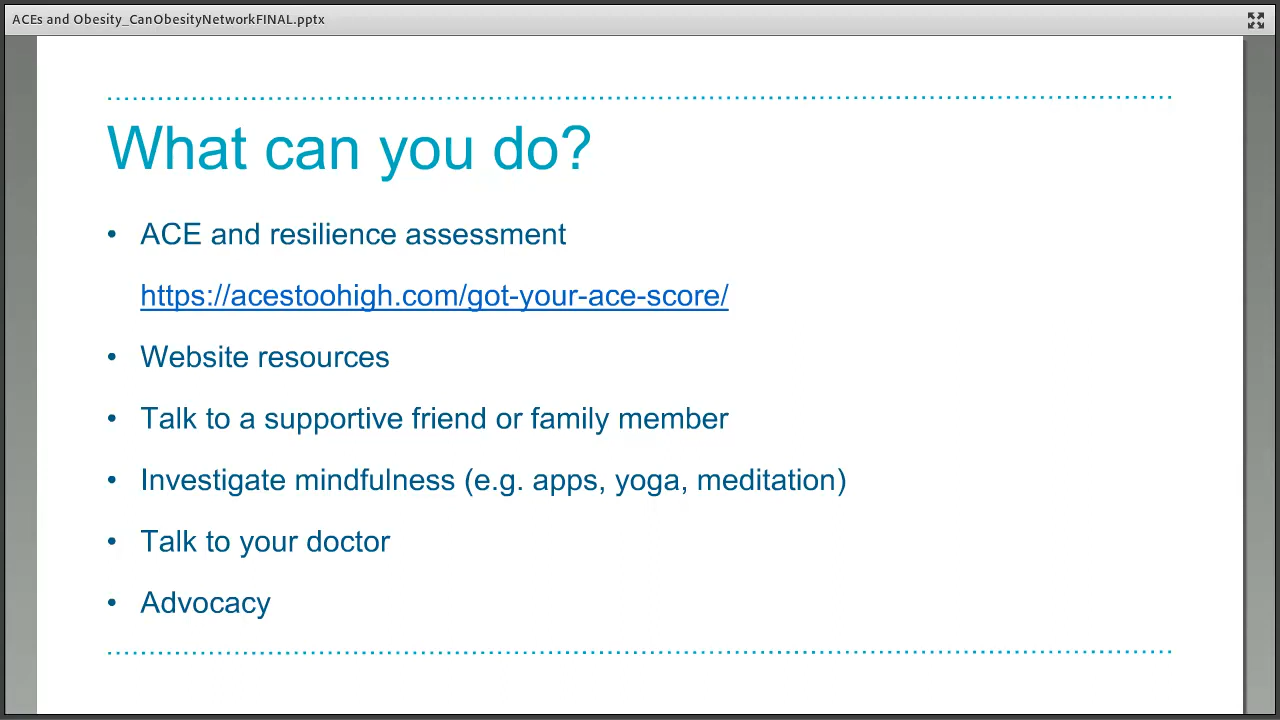 ACEs and Obesity_CanObesityNetworkFINAL.pptx
What can you do?
• ACE and resilience assessment
https://acestoohigh.com/got-your-ace-score/
• Website resources
• Talk to a supportive friend or family member
• Investigate mindfulness (e.g. apps, yoga, meditation)
• Talk to your doctor
• Advocacy